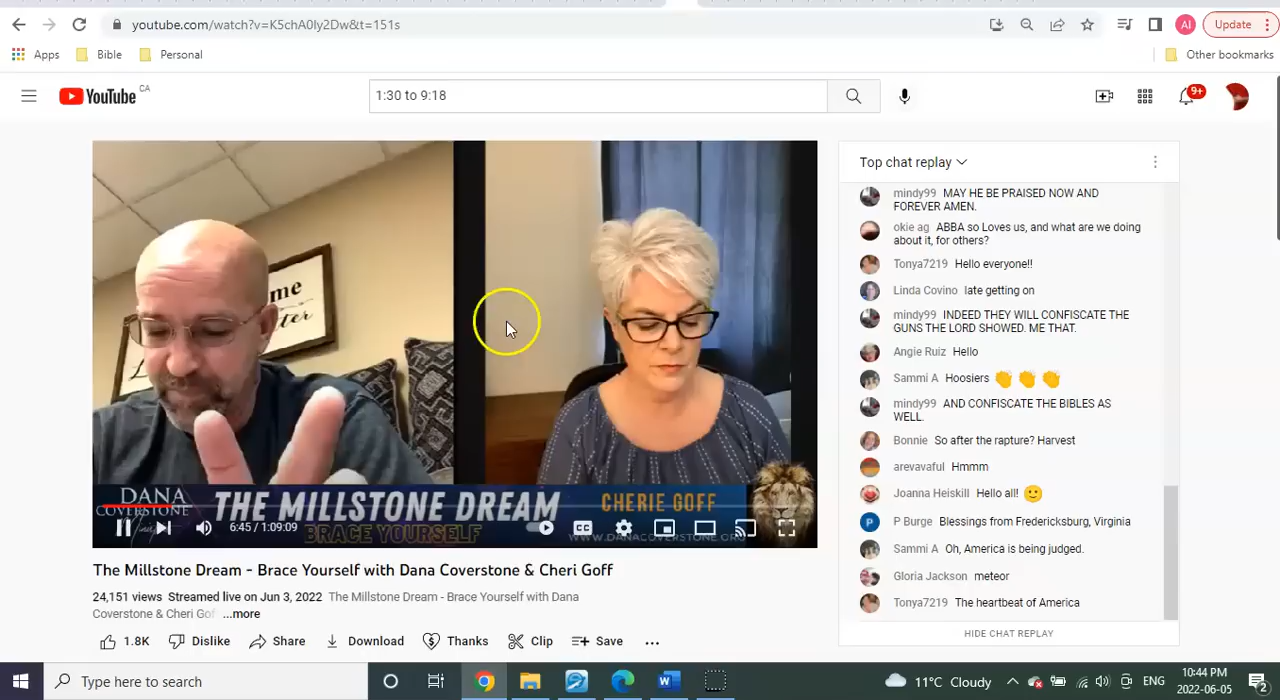 youtube.com/watch?v=K5chA0Iy2Dw&t=151s
AI
Update
Apps
Bible
Personal
Other bookmarks
YouTube CA
1:30 to 9:18
9+
me
ter
DANA
COVERSTONE
THE MILLSTONE DREAM
BRACE YOURSELF
CHERIE GOFF
WWW.DANACOVERSTONE.ORG
6:45 / 1:09:09
CC
The Millstone Dream - Brace Yourself with Dana Coverstone & Cheri Goff
24,151 views Streamed live on Jun 3, 2022 The Millstone Dream - Brace Yourself with Dana
Coverstone & Cheri Gof ...more
1.8K Dislike Share Download Thanks Clip Save ...
Top chat replay
mindy99 MAY HE BE PRAISED NOW AND
FOREVER AMEN.
okie ag ABBA so Loves us, and what are we doing
about it, for others?
Tonya7219 Hello everyone!!
Linda Covino late getting on
mindy99 INDEED THEY WILL CONFISCATE THE
GUNS THE LORD SHOWED. ME THAT.
Angie Ruiz Hello
Sammi A Hoosiers 👏 👏 👏
mindy99 AND CONFISCATE THE BIBLES AS
WELL.
Bonnie So after the rapture? Harvest
arevavaful Hmmm
Joanna Heiskill Hello all! 🙂
P P Burge Blessings from Fredericksburg, Virginia
Sammi A Oh, America is being judged.
Gloria Jackson meteor
Tonya7219 The heartbeat of America
HIDE CHAT REPLAY
Type here to search
11°C Cloudy
ENG
10:44 PM
2022-06-05
2